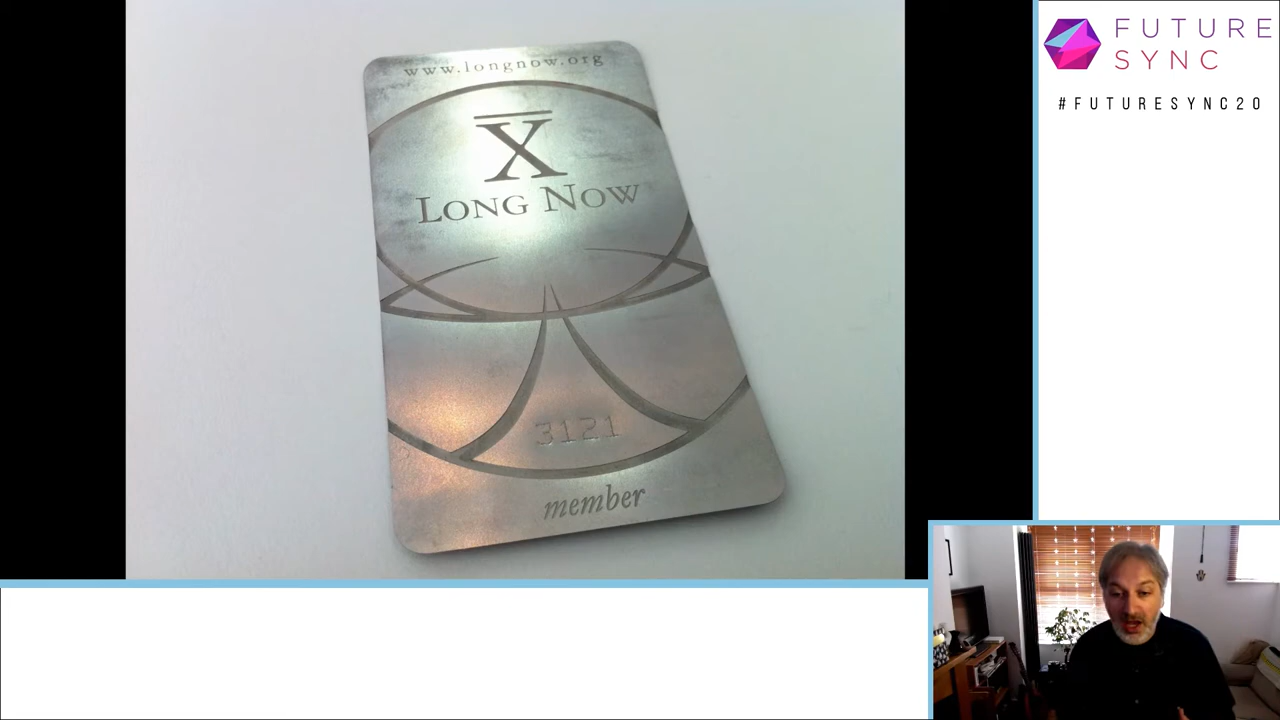 www.longnow.org
X
LONG NOW
3121
member
FUTURE
SYNC
#FUTURESYNC20